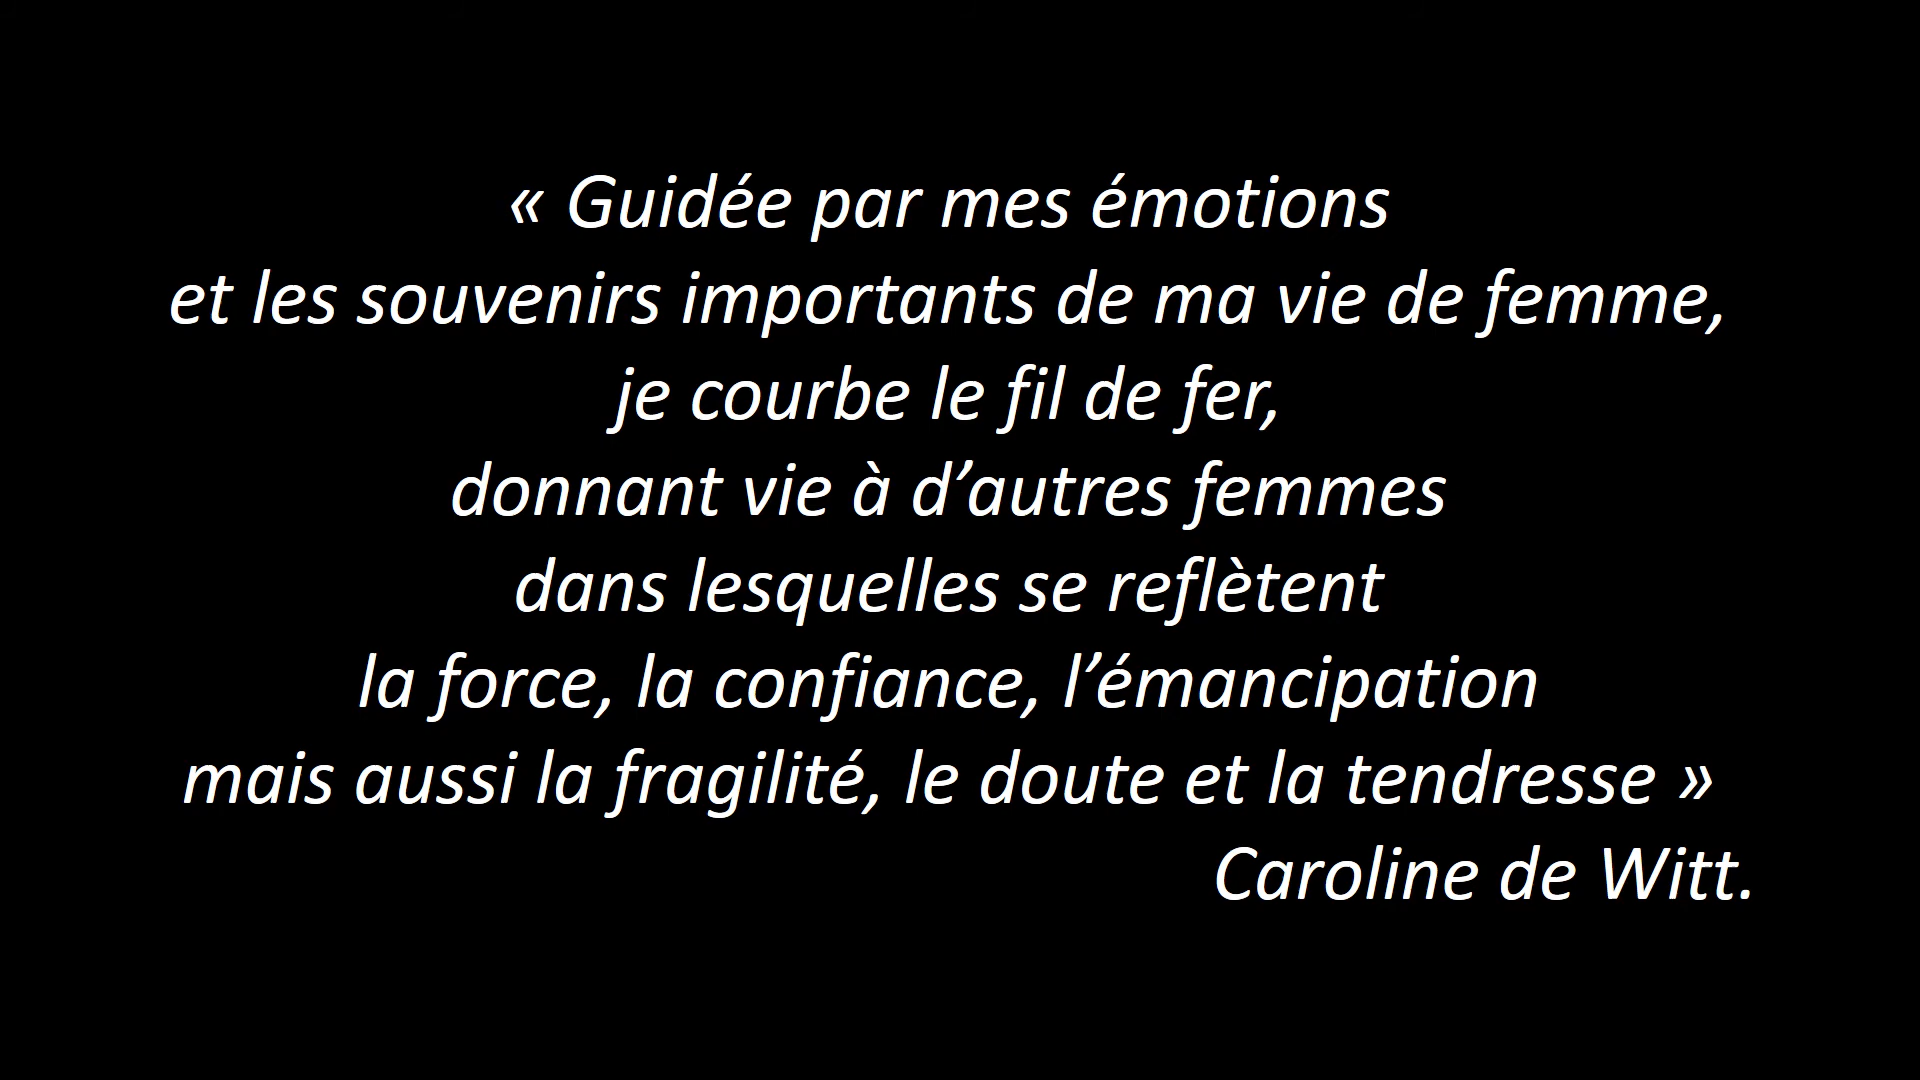 « Guidée par mes émotions
et les souvenirs importants de ma vie de femme,
je courbe le fil de fer,
donnant vie à d’autres femmes
dans lesquelles se reflètent
la force, la confiance, l’émancipation
mais aussi la fragilité, le doute et la tendresse »
Caroline de Witt.